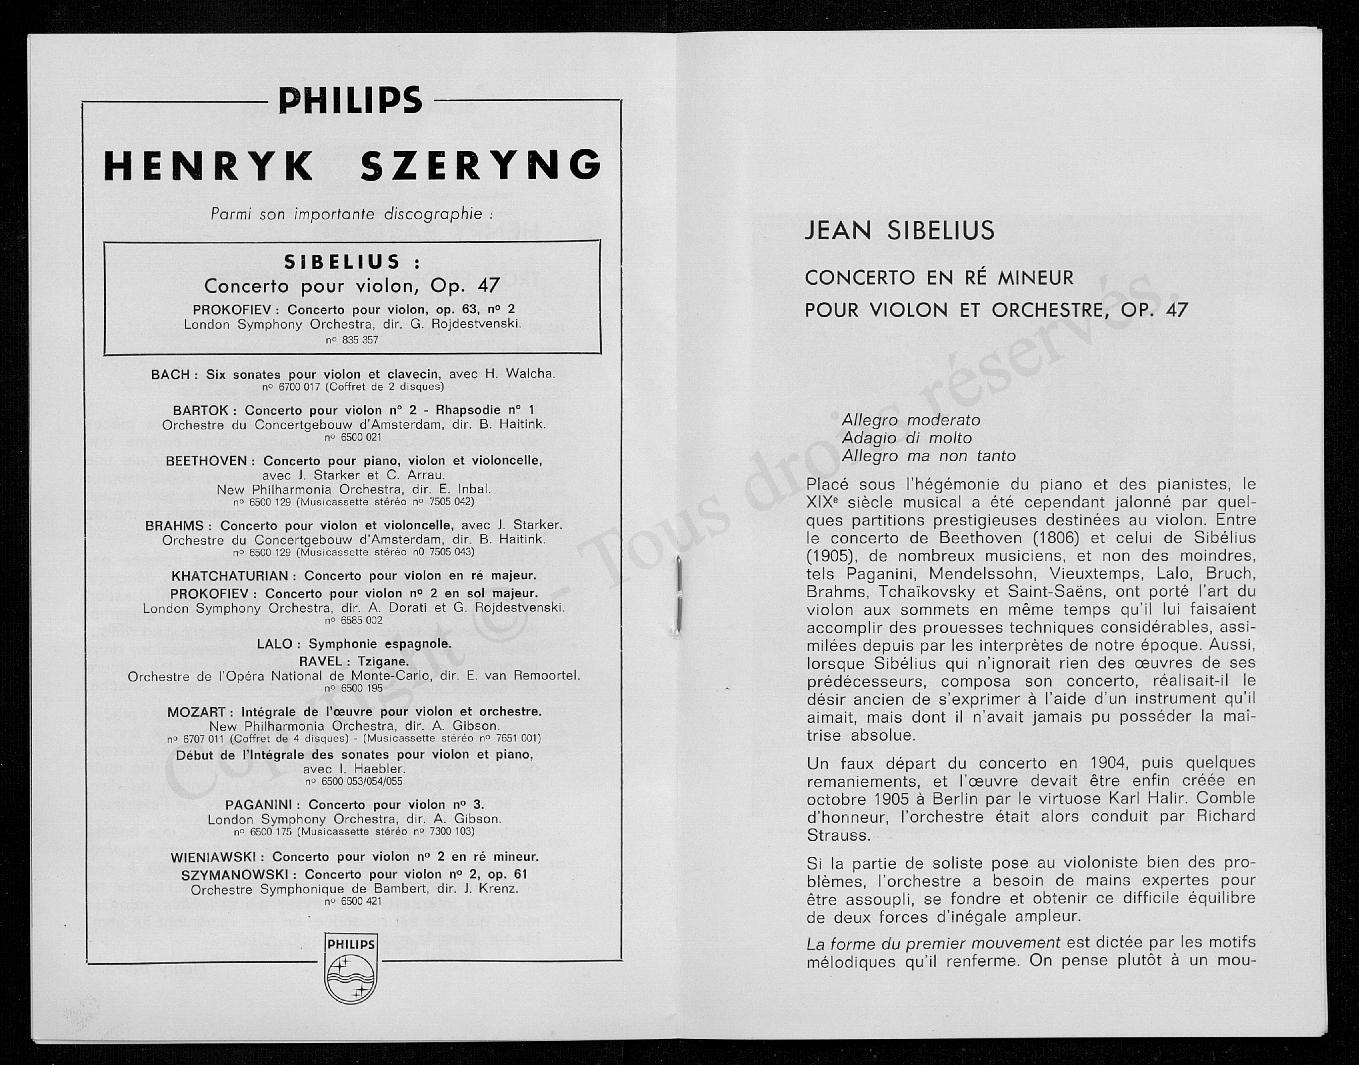 PHILIPS
HENRYK SZERYNG
Parmi son importante discographie :
SIBELIUS :
Concerto pour violon, Op. 47
PROKOFIEV : Concerto pour violon, op. 63, nº 2
London Symphony Orchestra, dir. G. Rojdestvenski.
nº 835 357
BACH : Six sonates pour violon et clavecin, avec H. Walcha.
nº 6700 017 (Coffret de 2 disques)
BARTOK : Concerto pour violon nº 2 - Rhapsodie nº 1
Orchestre du Concertgebouw d'Amsterdam, dir. B. Haitink.
nº 6500 021
BEETHOVEN : Concerto pour piano, violon et violoncelle,
avec J. Starker et C. Arrau.
New Philharmonia Orchestra, dir. E. Inbal.
nº 6500 129 (Musicassette stéréo nº 7505 042)
BRAHMS : Concerto pour violon et violoncelle, avec J. Starker.
Orchestre du Concertgebouw d'Amsterdam, dir. B. Haitink.
nº 6500 129 (Musicassette stéréo n0 7505 043)
KHATCHATURIAN : Concerto pour violon en ré majeur.
PROKOFIEV : Concerto pour violon nº 2 en sol majeur.
London Symphony Orchestra, dir. A. Dorati et G. Rojdestvenski.
nº 6585 002
LALO : Symphonie espagnole.
RAVEL : Tzigane.
Orchestre de l'Opéra National de Monte-Carlo, dir. E. van Remoortel.
nº 6500 195
MOZART : Intégrale de l'œuvre pour violon et orchestre.
New Philharmonia Orchestra, dir. A. Gibson.
nº 6707 011 (Coffret de 4 disques) - (Musicassette stéréo nº 7651 001)
Début de l'Intégrale des sonates pour violon et piano,
avec I. Haebler.
nº 6500 053/054/055
PAGANINI : Concerto pour violon nº 3.
London Symphony Orchestra, dir. A. Gibson.
nº 6500 175 (Musicassette stéréo nº 7300 103)
WIENIAWSKI : Concerto pour violon nº 2 en ré mineur.
SZYMANOWSKI : Concerto pour violon nº 2, op. 61
Orchestre Symphonique de Bambert, dir. J. Krenz.
nº 6500 421
PHILIPS
JEAN SIBELIUS
CONCERTO EN RÉ MINEUR
POUR VIOLON ET ORCHESTRE, OP. 47
Allegro moderato
Adagio di molto
Allegro ma non tanto
Placé sous l'hégémonie du piano et des pianistes, le
XIXe siècle musical a été cependant jalonné par quel-
ques partitions prestigieuses destinées au violon. Entre
le concerto de Beethoven (1806) et celui de Sibélius
(1905), de nombreux musiciens, et non des moindres,
tels Paganini, Mendelssohn, Vieuxtemps, Lalo, Bruch,
Brahms, Tchaïkovsky et Saint-Saëns, ont porté l'art du
violon aux sommets en même temps qu'il lui faisaient
accomplir des prouesses techniques considérables, assi-
milées depuis par les interprètes de notre époque. Aussi,
lorsque Sibélius qui n'ignorait rien des œuvres de ses
prédécesseurs, composa son concerto, réalisait-il le
désir ancien de s'exprimer à l'aide d'un instrument qu'il
aimait, mais dont il n'avait jamais pu posséder la maî-
trise absolue.
Un faux départ du concerto en 1904, puis quelques
remaniements, et l'œuvre devait être enfin créée en
octobre 1905 à Berlin par le virtuose Karl Halir. Comble
d'honneur, l'orchestre était alors conduit par Richard
Strauss.
Si la partie de soliste pose au violoniste bien des pro-
blèmes, l'orchestre a besoin de mains expertes pour
être assoupli, se fondre et obtenir ce difficile équilibre
de deux forces d'inégale ampleur.
La forme du premier mouvement est dictée par les motifs
mélodiques qu'il renferme. On pense plutôt à un mou-
Copyright © - Tous droits réservés.